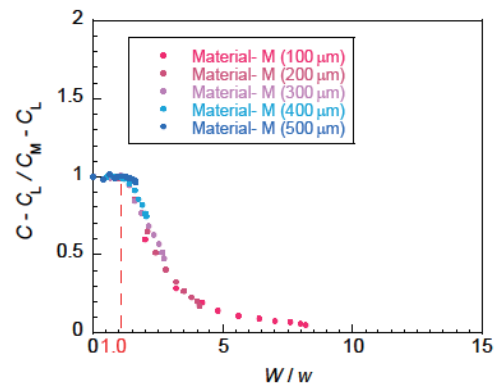 2
1.5
1
0.5
0
Material- M (100 μm)
Material- M (200 μm)
Material- M (300 μm)
Material- M (400 μm)
Material- M (500 μm)
C - C_L / C_M - C_L
0 1.0 5 10 15
W / w